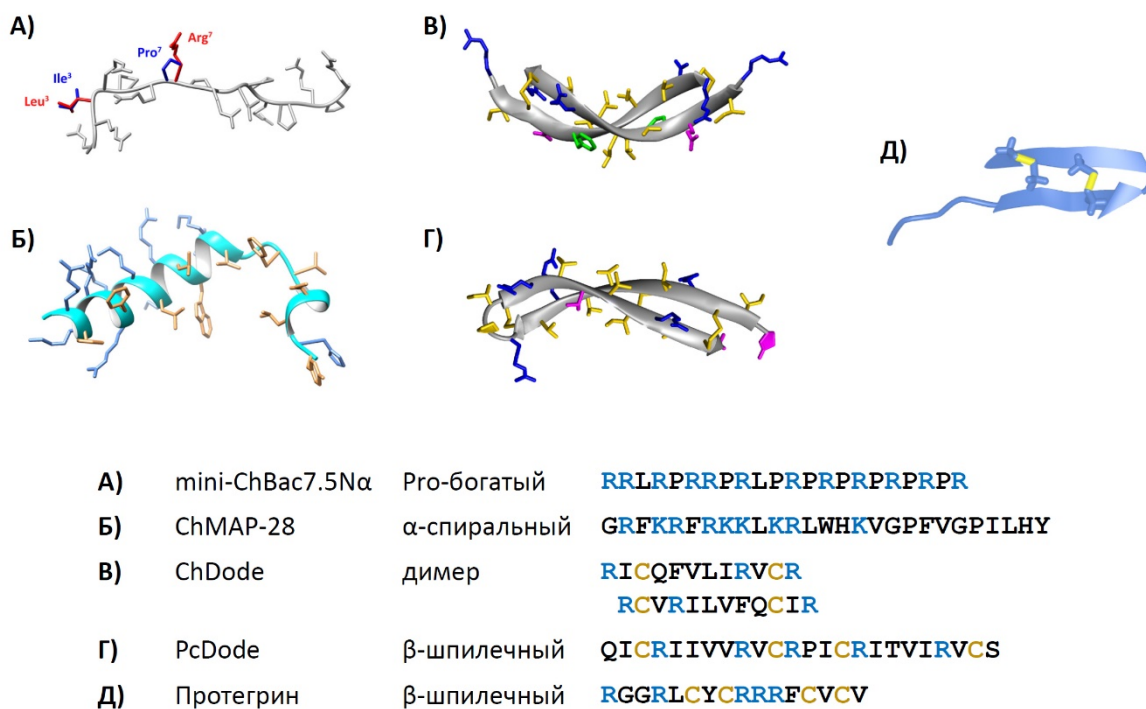 А)
Arg7
Pro7
Ile3
Leu3
В)
Д)
Б)
Г)
А) mini-ChBac7.5Nα Pro-богатый RRLRPRRPRLPRPRPRPRPRPR
Б) ChMAP-28 α-спиральный GRFKRFRKKLKRLWHKVGPFVGPILHY
В) ChDode димер RICQFVLIRVCR
RCVRILVFQCIR
Г) PcDode β-шпилечный QICRIIVVRVCRPICRITVIRVCS
Д) Протегрин β-шпилечный RGGRLCYCRRRFCVCV